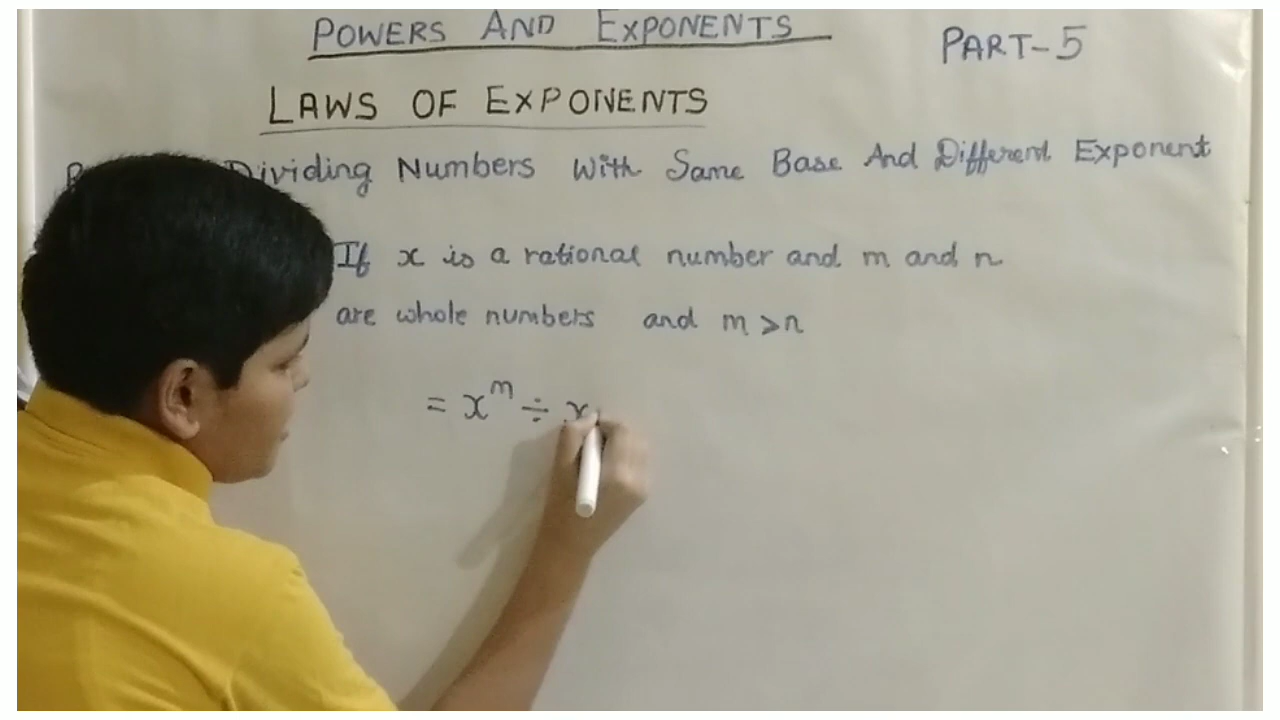 POWERS AND EXPONENTS
PART-5
LAWS OF EXPONENTS
Dividing Numbers With Same Base And Different Exponent
If x is a rational number and m and n
are whole numbers and m > n
= x^m ÷ x